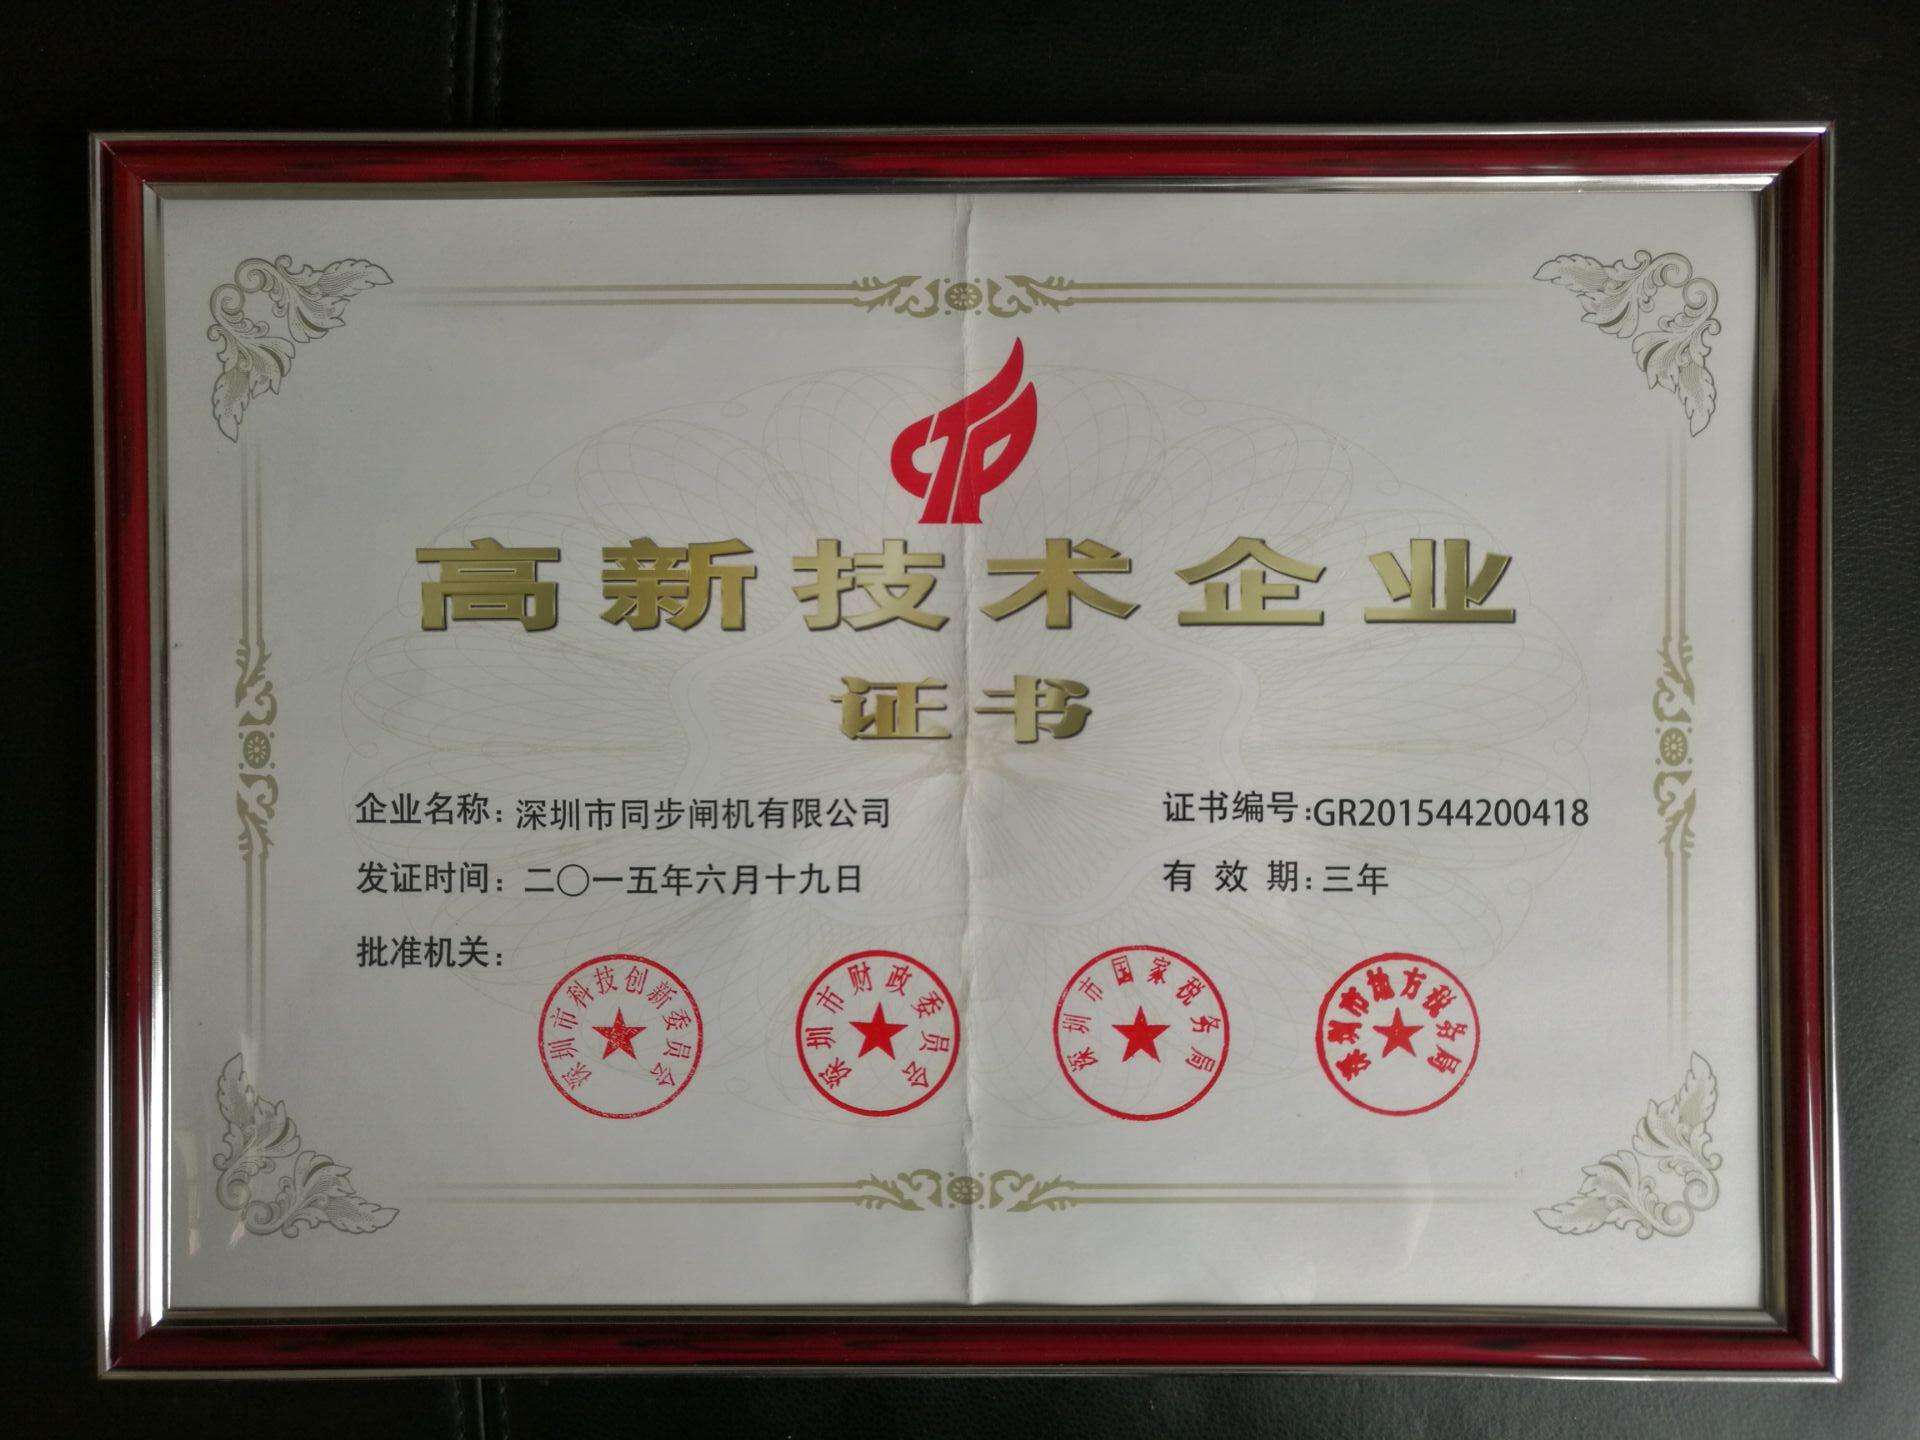 高新技术企业
证书
企业名称：深圳市同步闸机有限公司
证书编号：GR201544200418
发证时间：二〇一五年六月十九日
有效期：三年
批准机关：
深圳市科技创新委员会
深圳市财政委员会
深圳市国家税务局
深圳市地方税务局